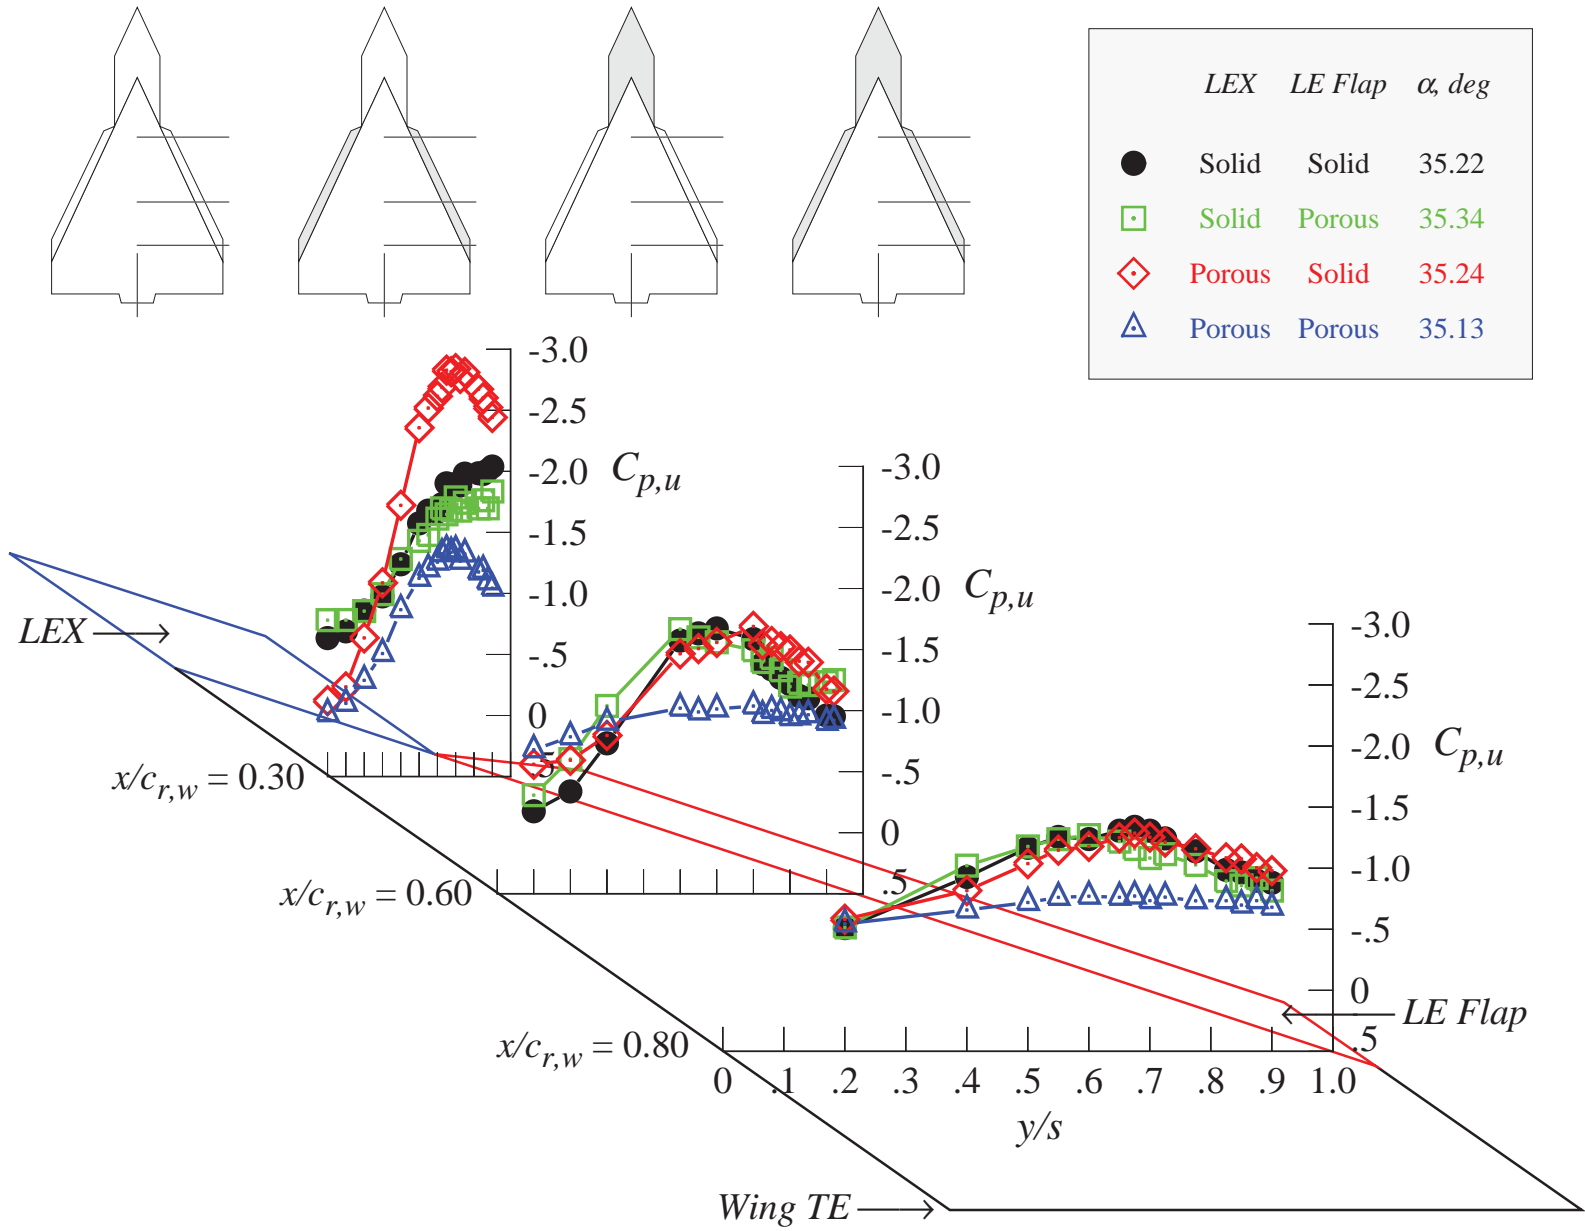 LEX LE Flap α, deg
Solid Solid 35.22
Solid Porous 35.34
Porous Solid 35.24
Porous Porous 35.13
-3.0
-2.5
-2.0
-1.5
-1.0
-.5
0
.5
Cp,u
-3.0
-2.5
-2.0
-1.5
-1.0
-.5
0
.5
Cp,u
-3.0
-2.5
-2.0
-1.5
-1.0
-.5
0
.5
Cp,u
LEX
x/cr,w = 0.30
x/cr,w = 0.60
x/cr,w = 0.80
LE Flap
0 .1 .2 .3 .4 .5 .6 .7 .8 .9 1.0
y/s
Wing TE